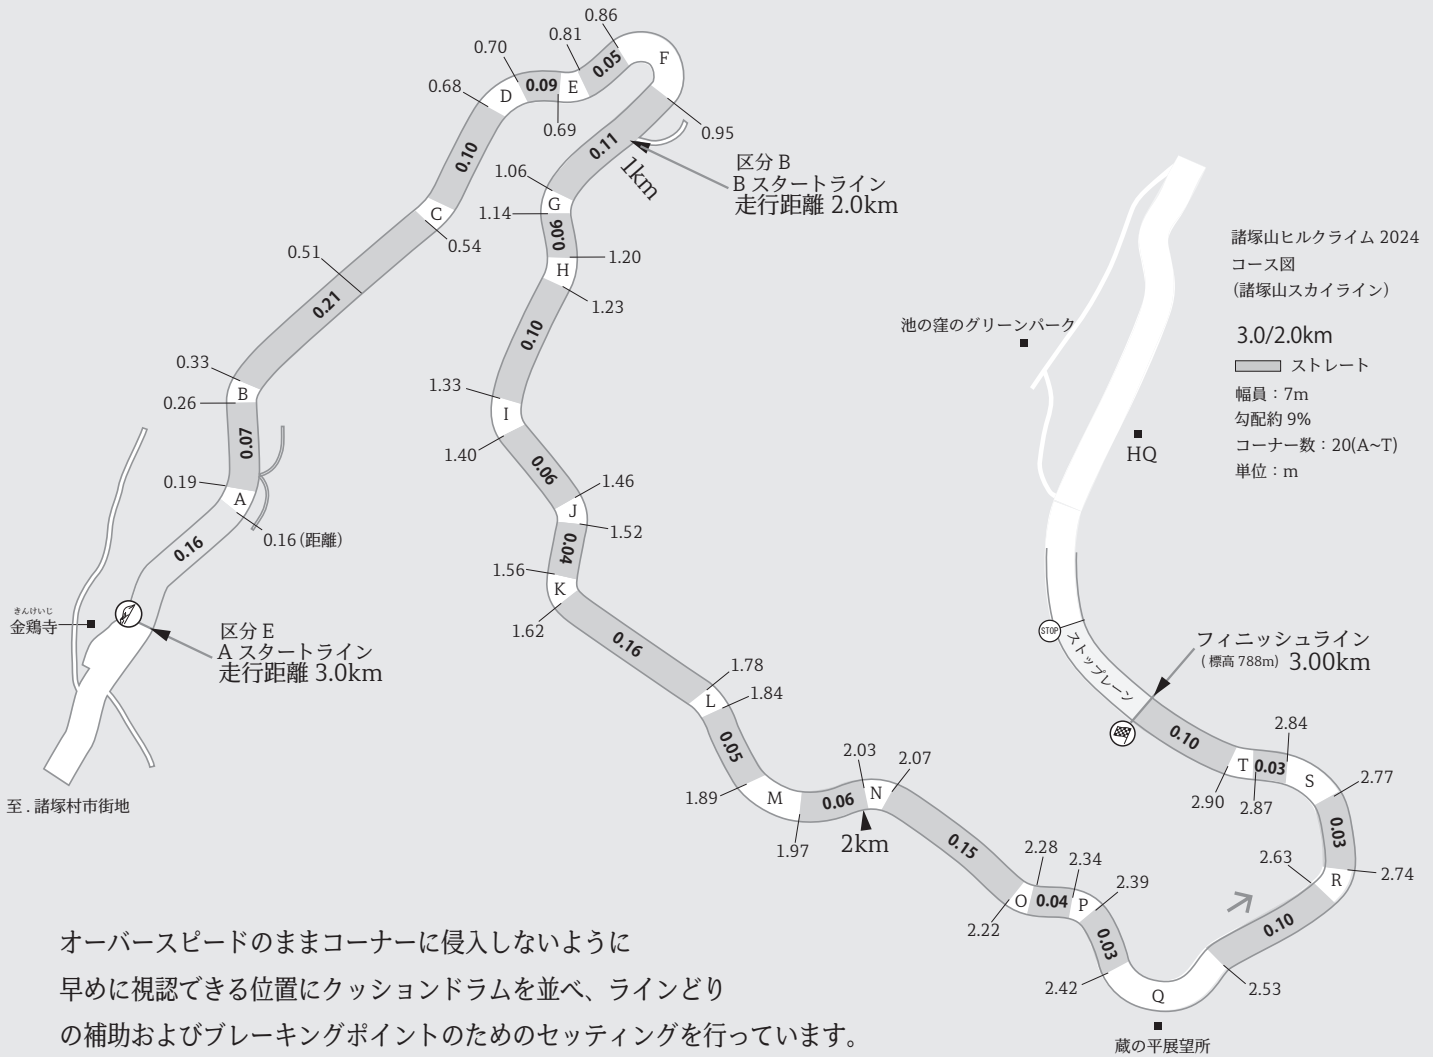 0.86
0.81
0.70
0.68
D
0.09
E
0.05
F
0.69
0.95
0.10
0.11
1km
区分 B
B スタートライン
走行距離 2.0km
1.06
G
1.14
C
0.54
0.06
H
1.20
1.23
0.51
0.21
0.10
0.33
B
0.26
0.07
0.19
A
0.16 (距離)
0.16
きんけいじ
金鶏寺
区分 E
A スタートライン
走行距離 3.0km
至 . 諸塚村市街地
1.33
I
1.40
0.06
1.46
J
1.52
0.04
1.56
K
1.62
0.16
1.78
L
1.84
0.05
1.89
M
1.97
0.06
2.03
N
2.07
2km
0.15
2.28
2.34
2.39
O
0.04
P
2.22
0.03
2.42
Q
2.53
蔵の平展望所
0.10
2.63
R
2.74
0.03
2.77
S
2.84
0.03
T
2.87
2.90
0.10
フィニッシュライン
( 標高 788m) 3.00km
STOP
ストップレーン
HQ
池の窪のグリーンパーク
諸塚山ヒルクライム 2024
コース図
(諸塚山スカイライン)
3.0/2.0km
ストレート
幅員：7m
勾配約 9%
コーナー数：20(A~T)
単位：m
オーバースピードのままコーナーに侵入しないように
早めに視認できる位置にクッションドラムを並べ、ラインどり
の補助およびブレーキングポイントのためのセッティングを行っています。